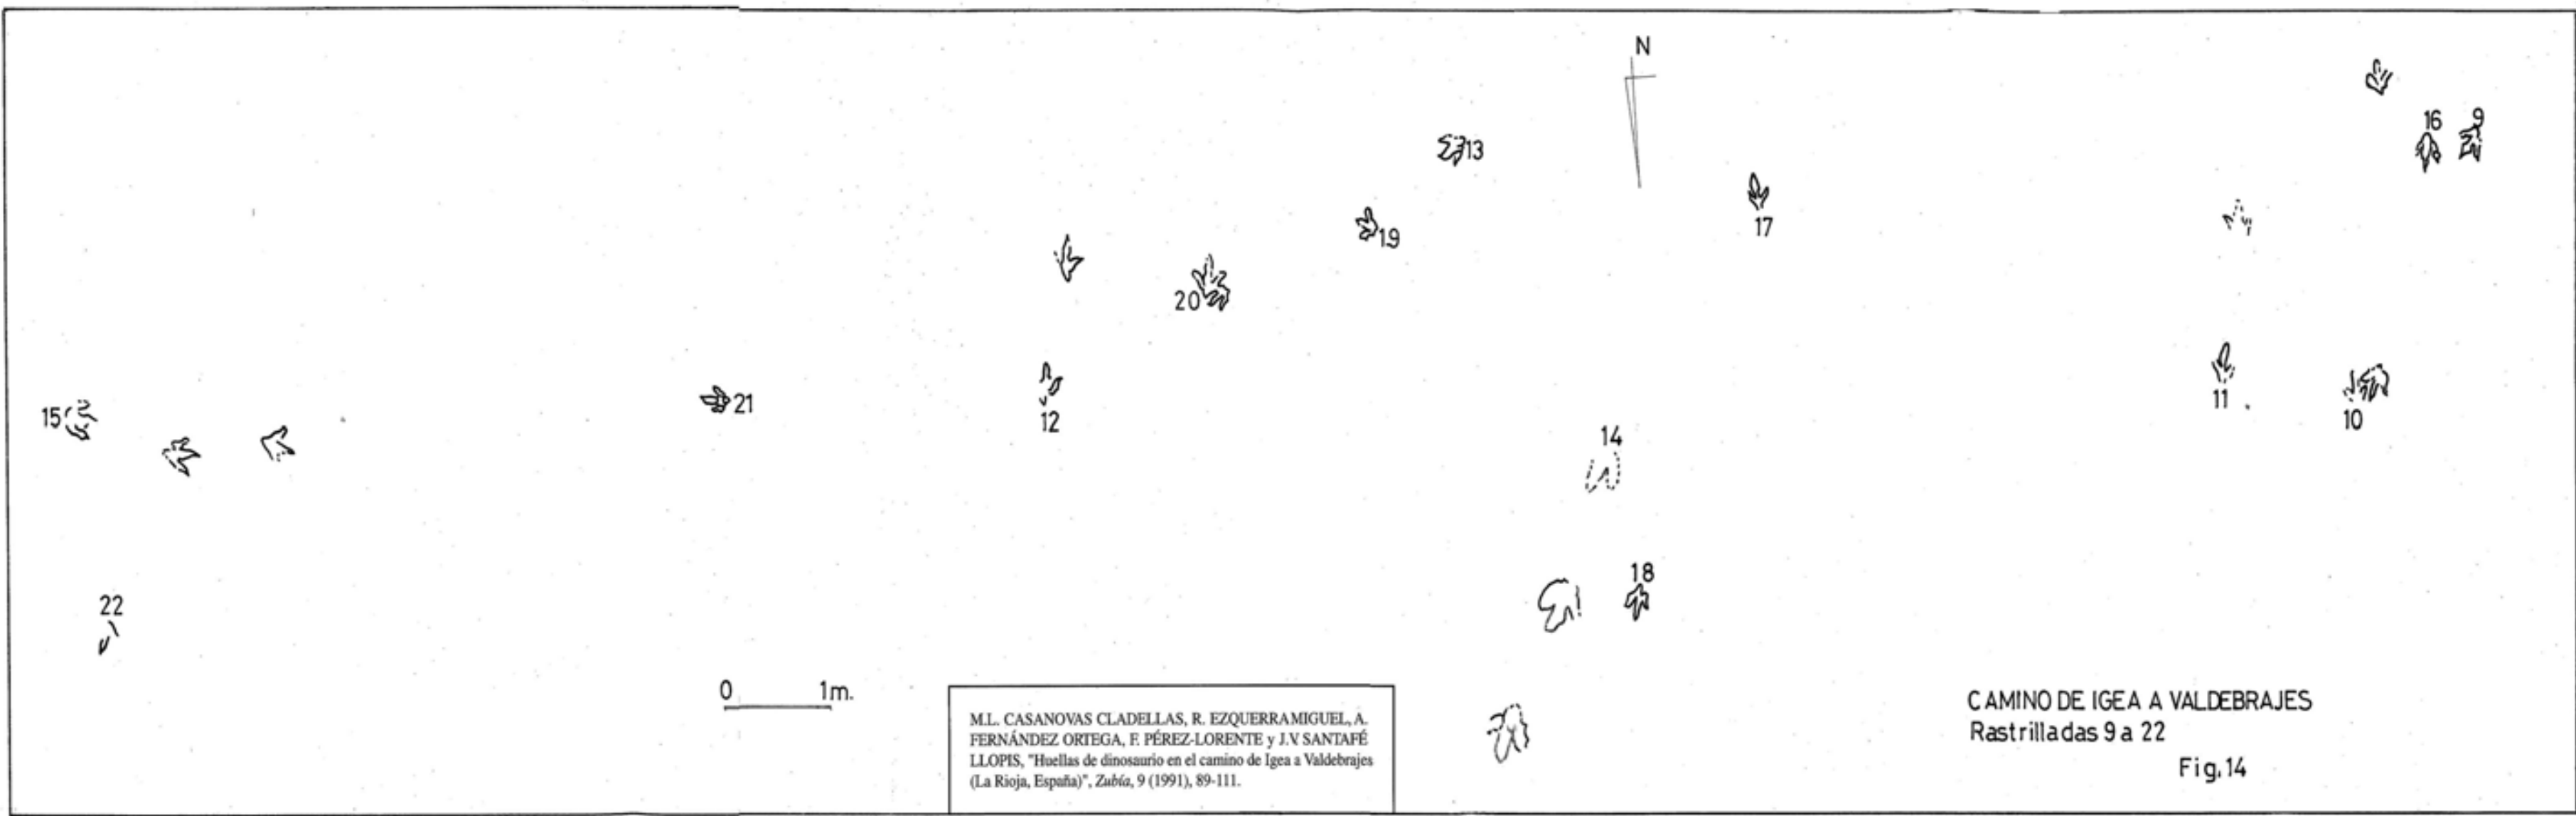 N
16 9
13
17
19
20
11
10
12
21
15
14
18
22
0 1m.
M.L. CASANOVAS CLADELLAS, R. EZQUERRAMIGUEL, A.
FERNÁNDEZ ORTEGA, F. PÉREZ-LORENTE y J.V. SANTAFÉ
LLOPIS, "Huellas de dinosaurio en el camino de Igea a Valdebrajes
(La Rioja, España)", Zubía, 9 (1991), 89-111.
CAMINO DE IGEA A VALDEBRAJES
Rastrilladas 9 a 22
Fig.14